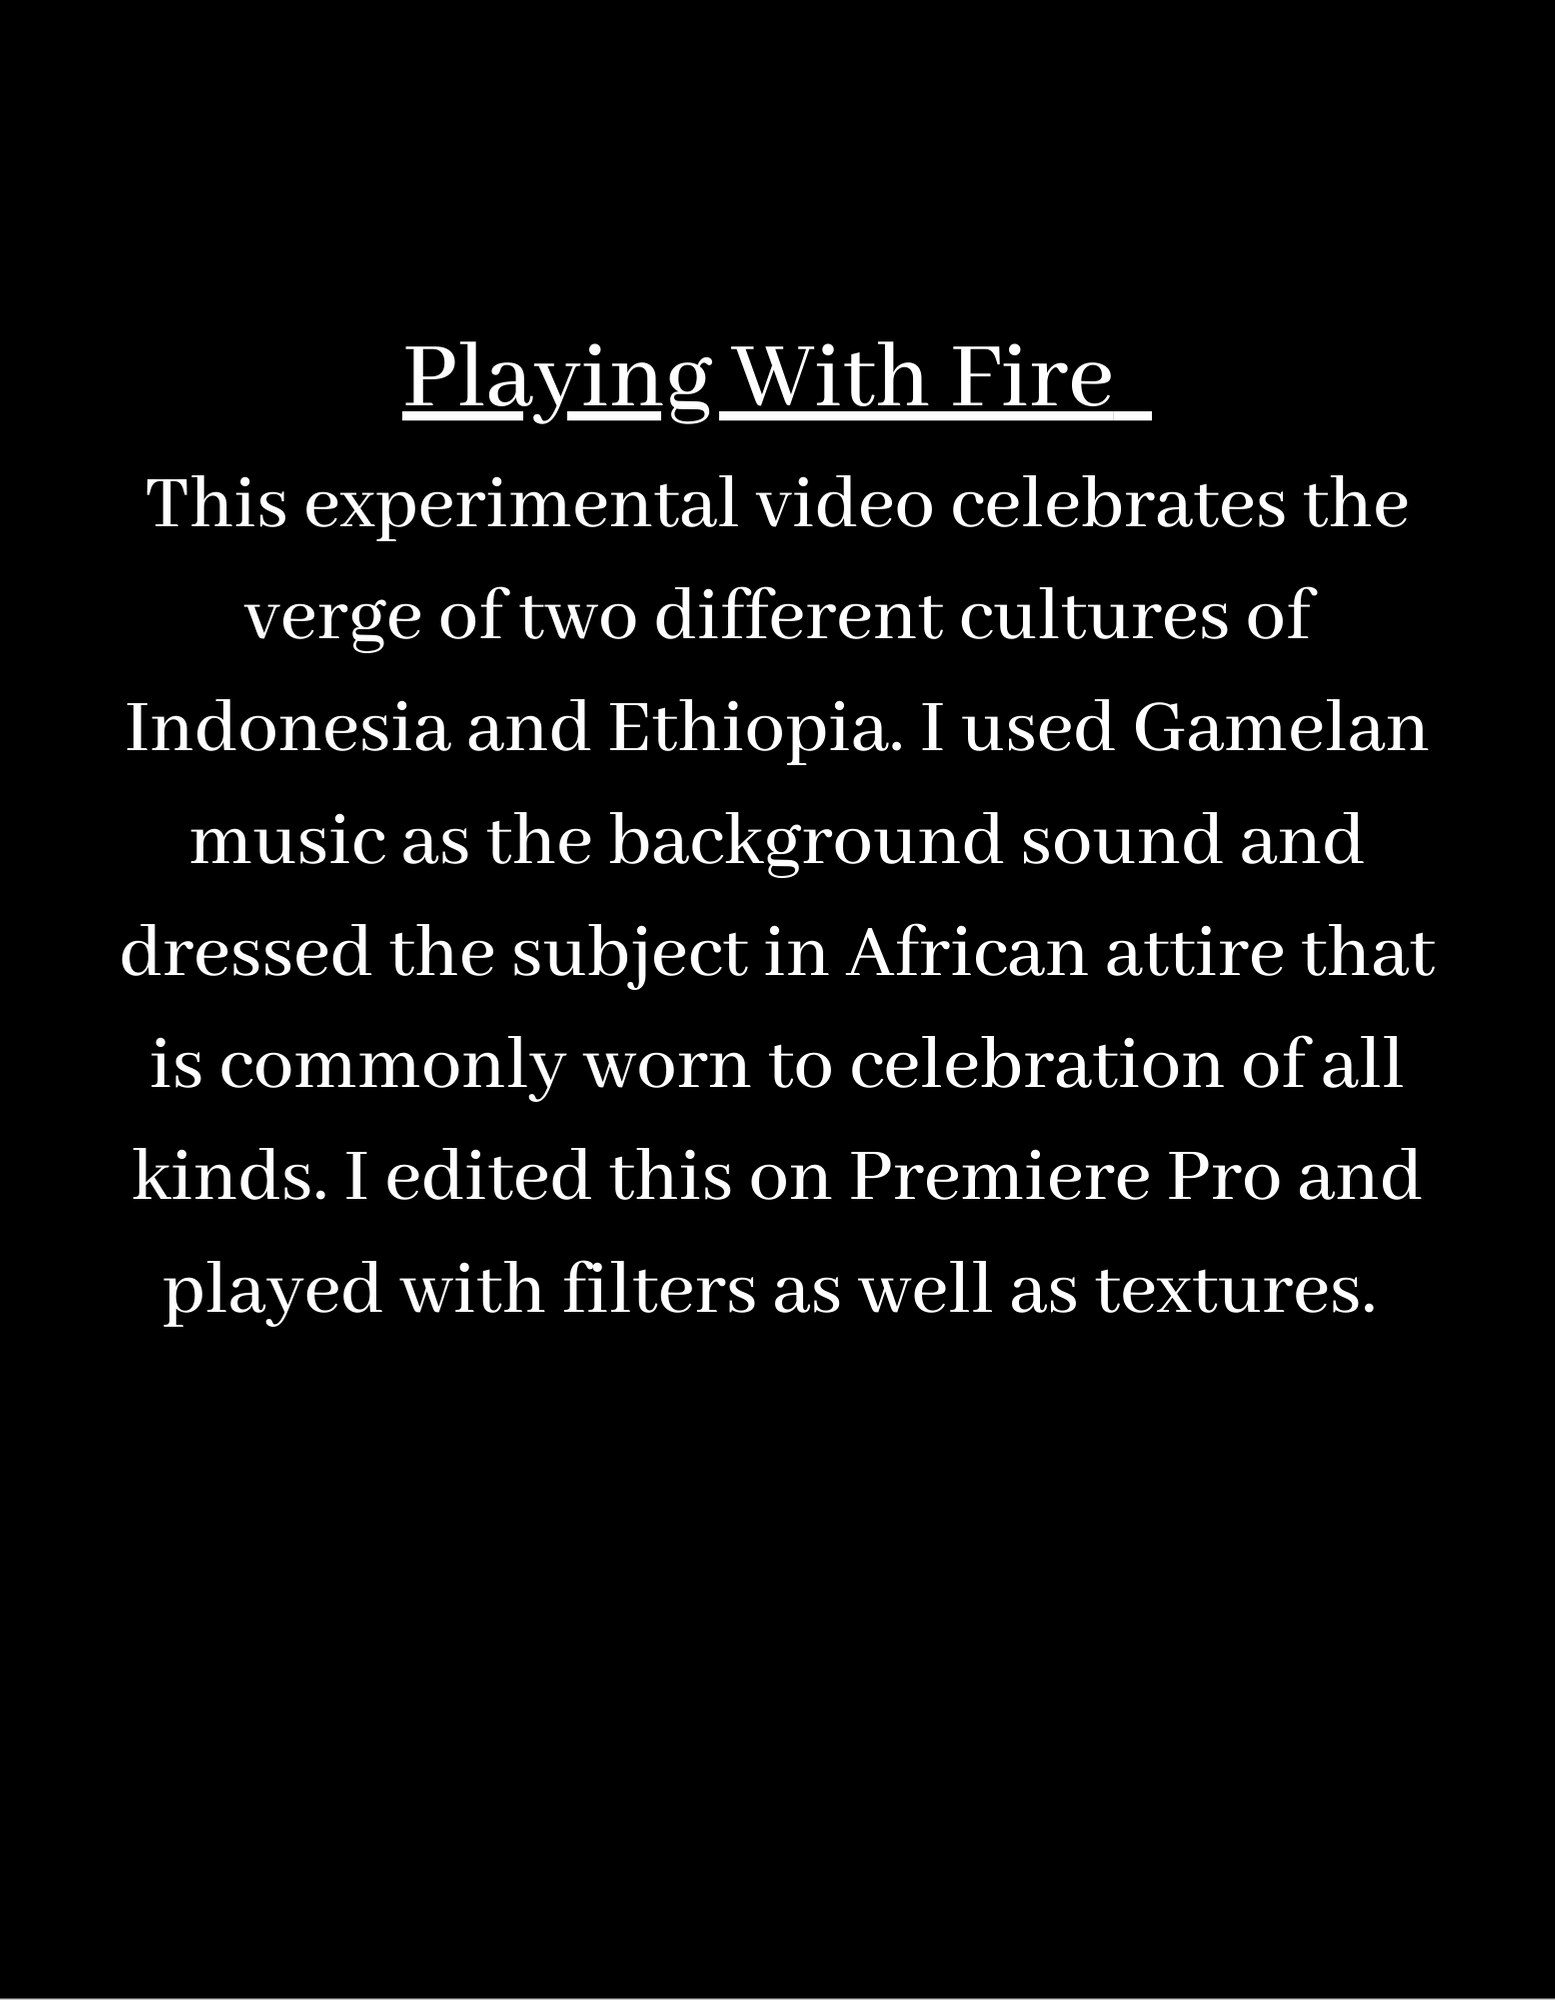 Playing With Fire
This experimental video celebrates the
verge of two different cultures of
Indonesia and Ethiopia. I used Gamelan
music as the background sound and
dressed the subject in African attire that
is commonly worn to celebration of all
kinds. I edited this on Premiere Pro and
played with filters as well as textures.